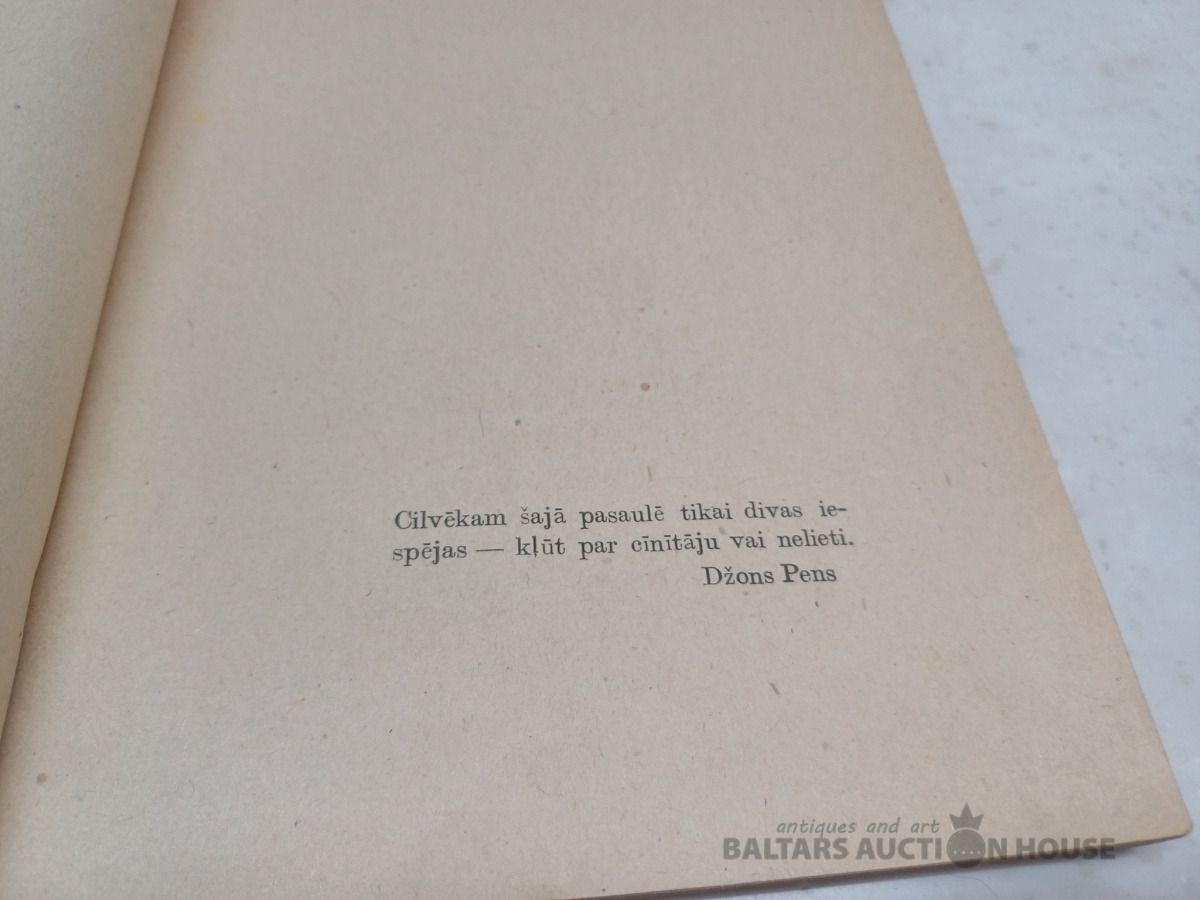 Cilvēkam šajā pasaulē tikai divas ie-
spējas — kļūt par cīnītāju vai nelieti.
Džons Pens
antiques and art
BALTARS AUCTION HOUSE